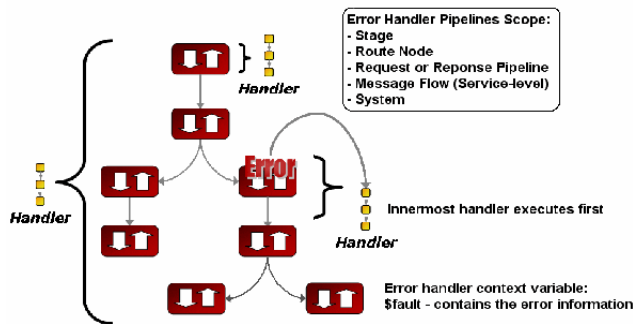 Error Handler Pipelines Scope:
- Stage
- Route Node
- Request or Reponse Pipeline
- Message Flow (Service-level)
- System
Handler
Error
Handler
Innermost handler executes first
Handler
Error handler context variable:
$fault - contains the error information